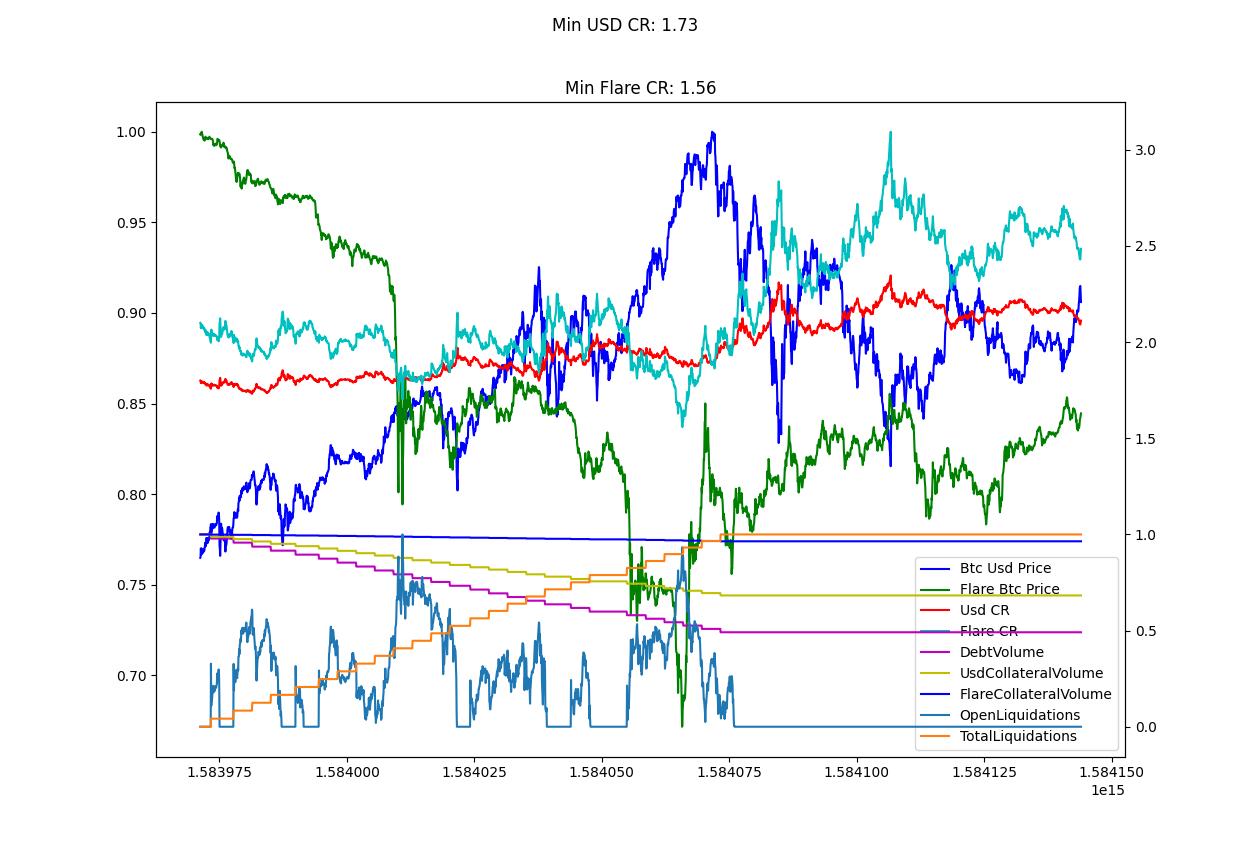 Min USD CR: 1.73
Min Flare CR: 1.56
1.00
0.95
0.90
0.85
0.80
0.75
0.70
3.0
2.5
2.0
1.5
1.0
0.5
0.0
Btc Usd Price
Flare Btc Price
Usd CR
Flare CR
DebtVolume
UsdCollateralVolume
FlareCollateralVolume
OpenLiquidations
TotalLiquidations
1.583975 1.584000 1.584025 1.584050 1.584075 1.584100 1.584125 1.584150
1e15